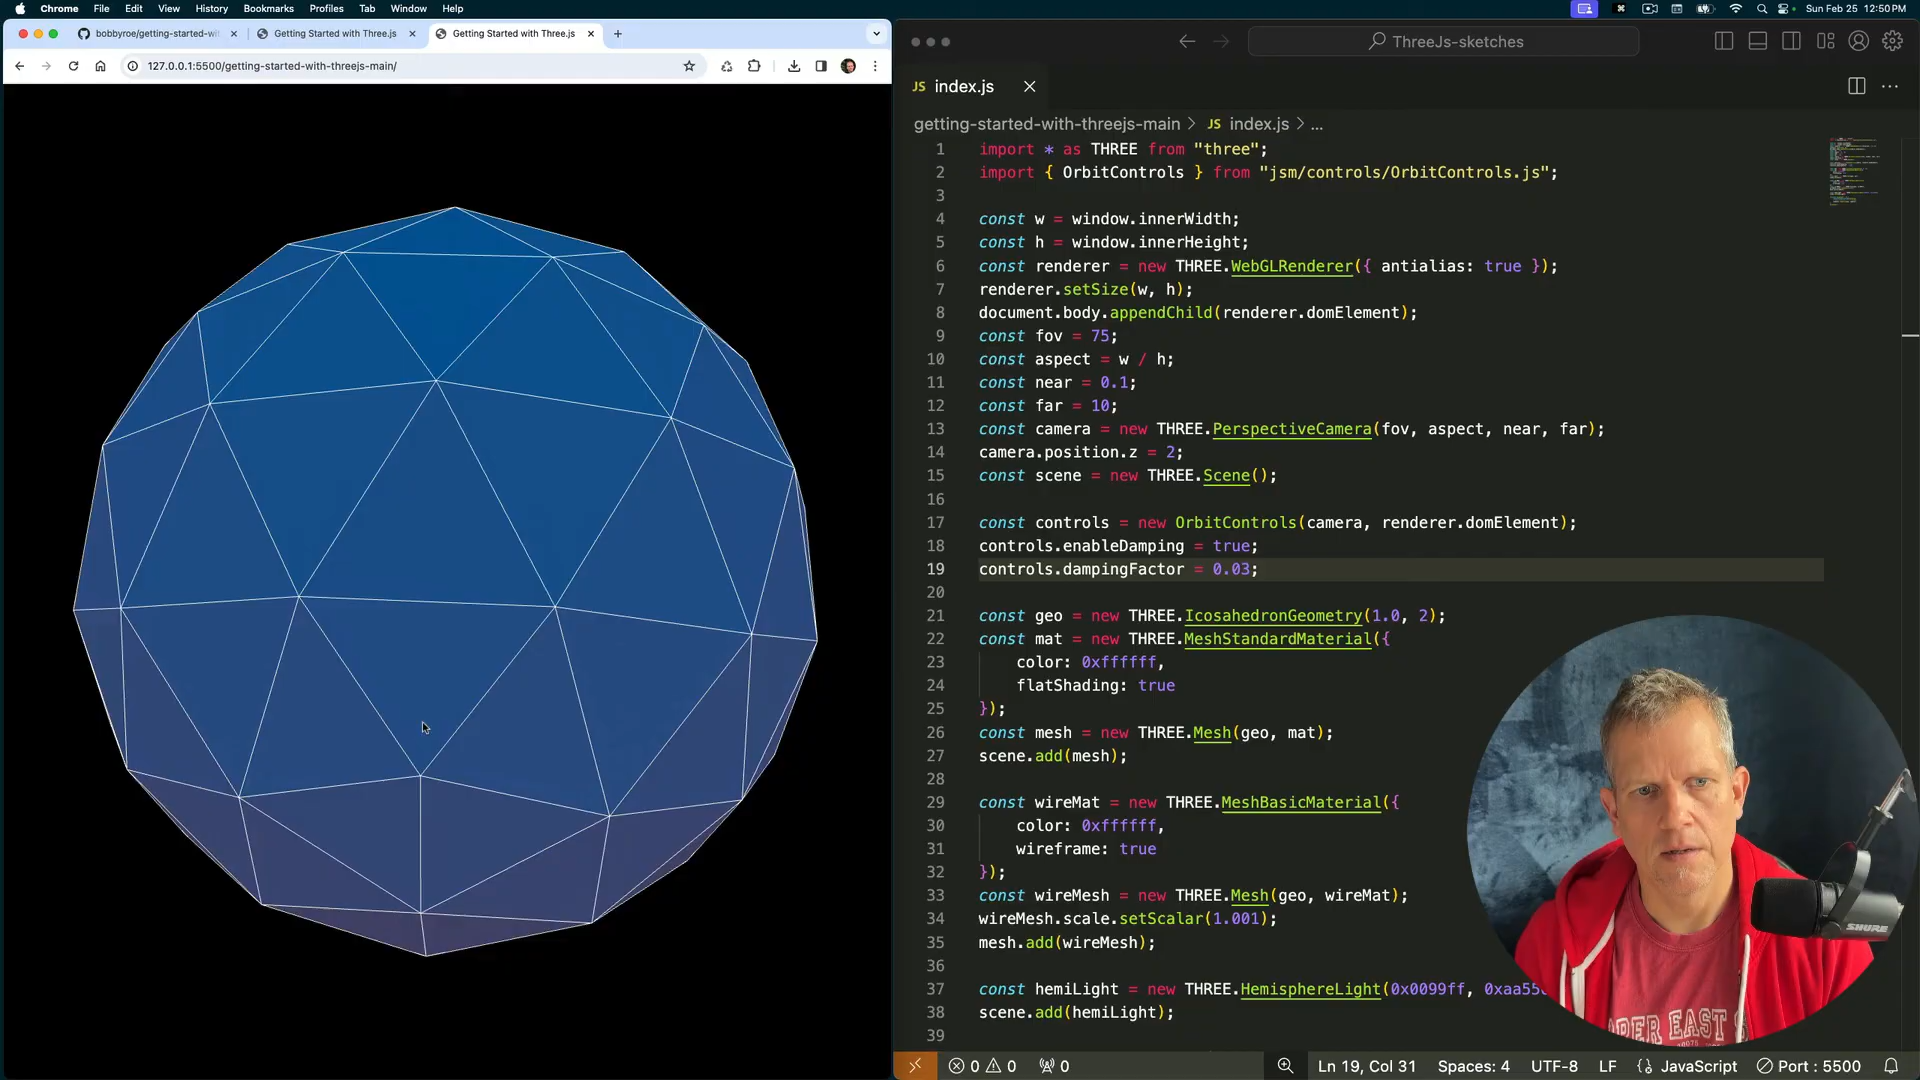 Chrome File Edit View History Bookmarks Profiles Tab Window Help
Sun Feb 25 12:50 PM
bobbyroe/getting-started-wi
Getting Started with Three.js
Getting Started with Three.js
127.0.0.1:5500/getting-started-with-threejs-main/
ThreeJs-sketches
JS index.js
getting-started-with-threejs-main > JS index.js > ...
1 import * as THREE from "three";
2 import { OrbitControls } from "jsm/controls/OrbitControls.js";
3
4 const w = window.innerWidth;
5 const h = window.innerHeight;
6 const renderer = new THREE.WebGLRenderer({ antialias: true });
7 renderer.setSize(w, h);
8 document.body.appendChild(renderer.domElement);
9 const fov = 75;
10 const aspect = w / h;
11 const near = 0.1;
12 const far = 10;
13 const camera = new THREE.PerspectiveCamera(fov, aspect, near, far);
14 camera.position.z = 2;
15 const scene = new THREE.Scene();
16
17 const controls = new OrbitControls(camera, renderer.domElement);
18 controls.enableDamping = true;
19 controls.dampingFactor = 0.03;
20
21 const geo = new THREE.IcosahedronGeometry(1.0, 2);
22 const mat = new THREE.MeshStandardMaterial({
23 color: 0xffffff,
24 flatShading: true
25 });
26 const mesh = new THREE.Mesh(geo, mat);
27 scene.add(mesh);
28
29 const wireMat = new THREE.MeshBasicMaterial({
30 color: 0xffffff,
31 wireframe: true
32 });
33 const wireMesh = new THREE.Mesh(geo, wireMat);
34 wireMesh.scale.setScalar(1.001);
35 mesh.add(wireMesh);
36
37 const hemiLight = new THREE.HemisphereLight(0x0099ff, 0xaa55
38 scene.add(hemiLight);
39
SHURE
PER EAST S
0 0 0
Ln 19, Col 31 Spaces: 4 UTF-8 LF {} JavaScript Port : 5500